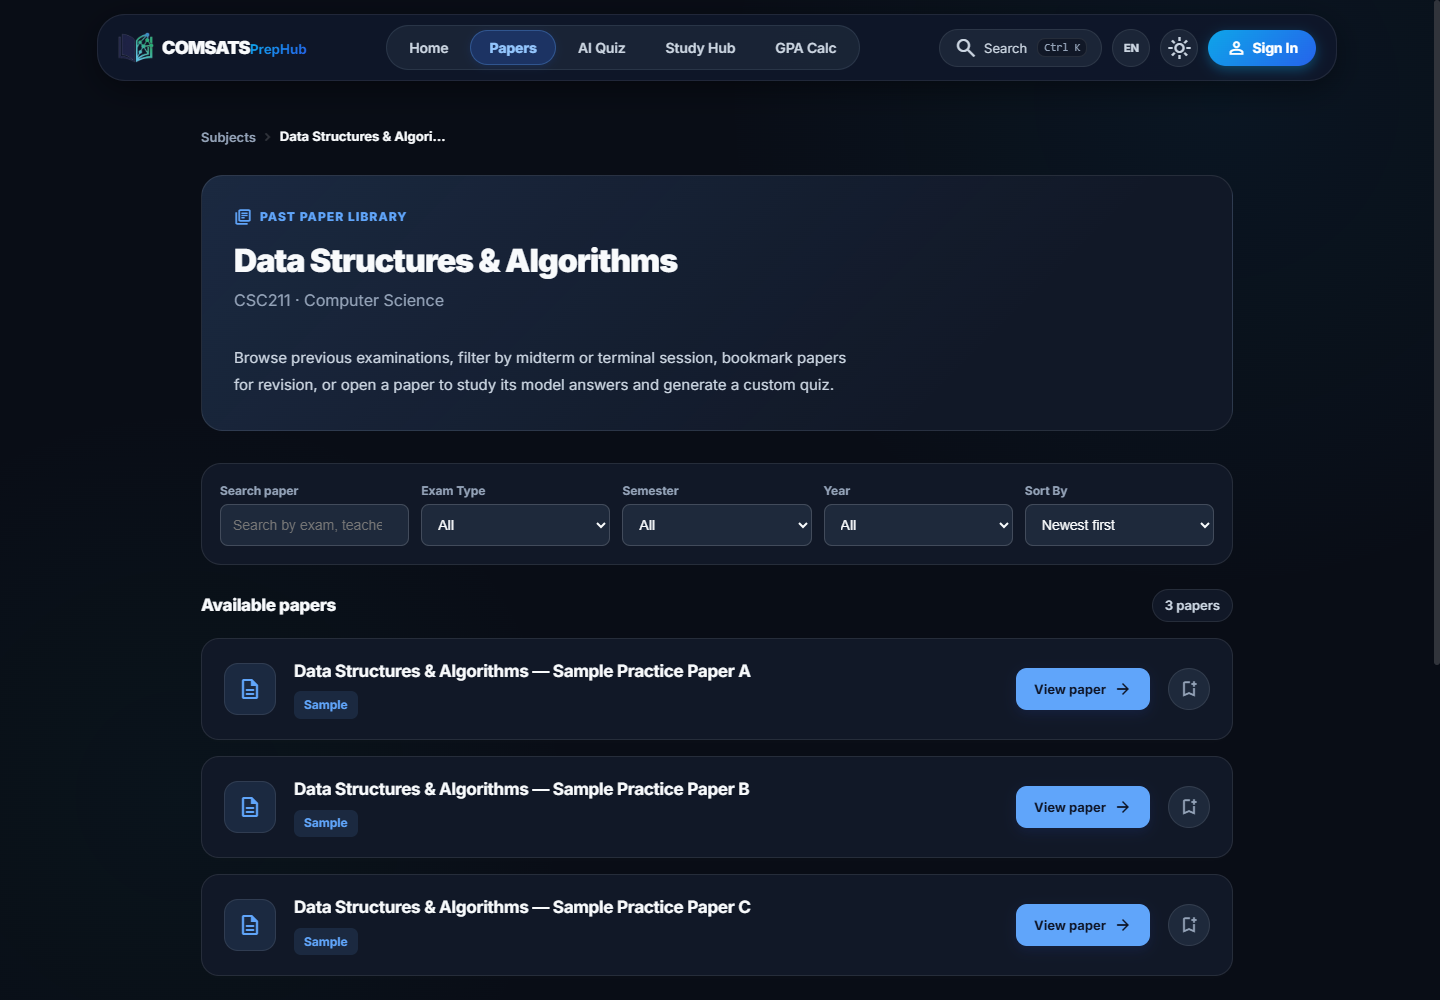 COMSATSPrepHub
Home
Papers
AI Quiz
Study Hub
GPA Calc
Search
Ctrl K
EN
Sign In
Subjects
Data Structures & Algori...
PAST PAPER LIBRARY
Data Structures & Algorithms
CSC211 · Computer Science
Browse previous examinations, filter by midterm or terminal session, bookmark papers
for revision, or open a paper to study its model answers and generate a custom quiz.
Search paper
Exam Type
Semester
Year
Sort By
Search by exam, teache
All
All
All
Newest first
Available papers
3 papers
Data Structures & Algorithms — Sample Practice Paper A
Sample
View paper
Data Structures & Algorithms — Sample Practice Paper B
Sample
View paper
Data Structures & Algorithms — Sample Practice Paper C
Sample
View paper